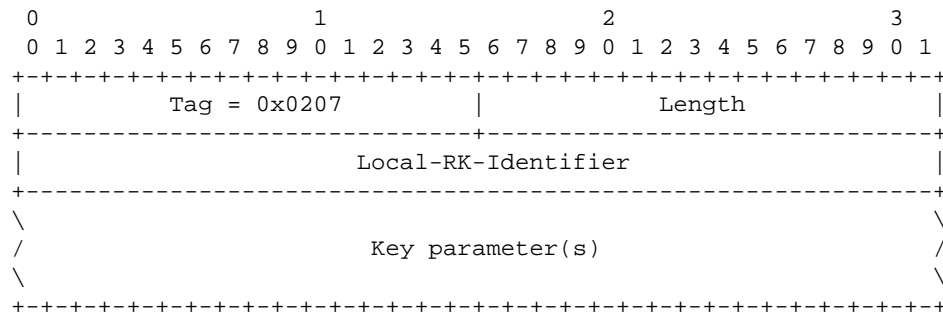 0                   1                   2                   3
 0 1 2 3 4 5 6 7 8 9 0 1 2 3 4 5 6 7 8 9 0 1 2 3 4 5 6 7 8 9 0 1
+-+-+-+-+-+-+-+-+-+-+-+-+-+-+-+-+-+-+-+-+-+-+-+-+-+-+-+-+-+-+-+-+
|          Tag = 0x0207         |            Length             |
+-------------------------------+-------------------------------+
|                       Local-RK-Identifier                     |
+---------------------------------------------------------------+
\                                                               \
/                        Key parameter(s)                       /
\                                                               \
+-+-+-+-+-+-+-+-+-+-+-+-+-+-+-+-+-+-+-+-+-+-+-+-+-+-+-+-+-+-+-+-+